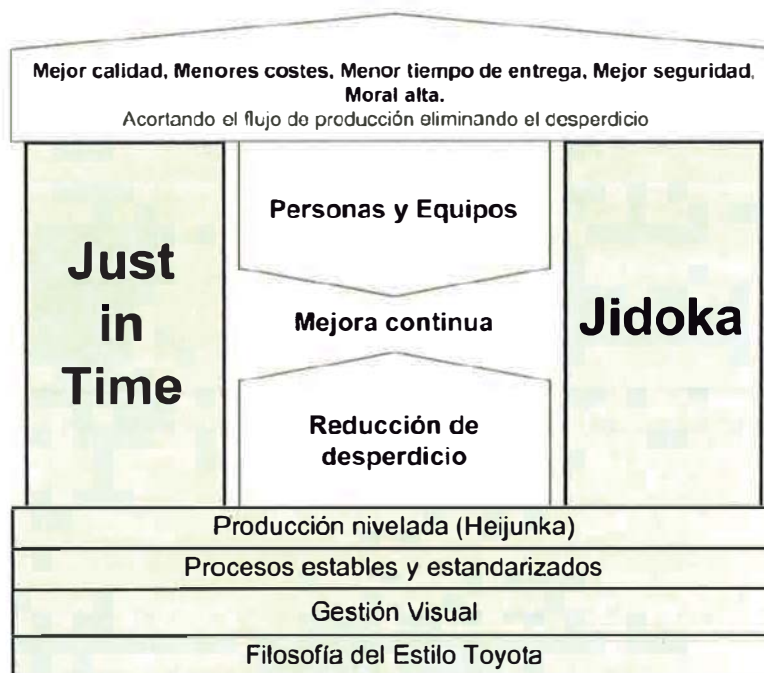 Mejor calidad, Menores costes, Menor tiempo de entrega, Mejor seguridad,
Moral alta.
Acortando el flujo de producción eliminando el desperdicio
Personas y Equipos
Just
in
Time
Mejora continua
Jidoka
Reducción de
desperdicio
Producción nivelada (Heijunka)
Procesos estables y estandarizados
Gestión Visual
Filosofía del Estilo Toyota